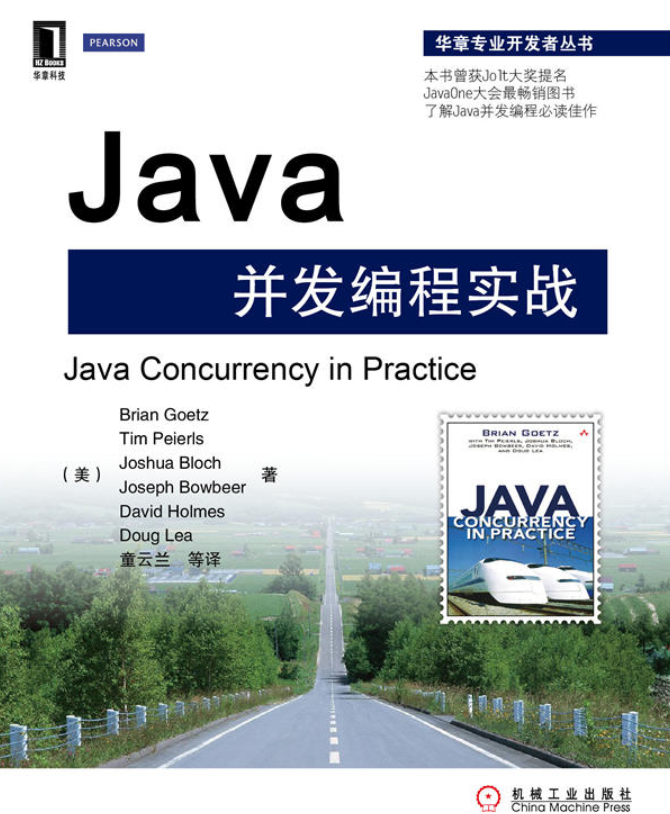 HZ BOOKS
华章科技
PEARSON
华章专业开发者丛书
本书曾获Jolt大奖提名
JavaOne大会最畅销图书
了解Java并发编程必读佳作
Java
并发编程实战
Java Concurrency in Practice
Brian Goetz
Tim Peierls
(美) Joshua Bloch 著
Joseph Bowbeer
David Holmes
Doug Lea
童云兰 等译
BRIAN GOETZ
WITH TIM PEIERLS, JOSHUA BLOCH,
JOSEPH BOWBEER, DAVID HOLMES,
AND DOUG LEA
JAVA
CONCURRENCY
IN PRACTICE
机械工业出版社
China Machine Press